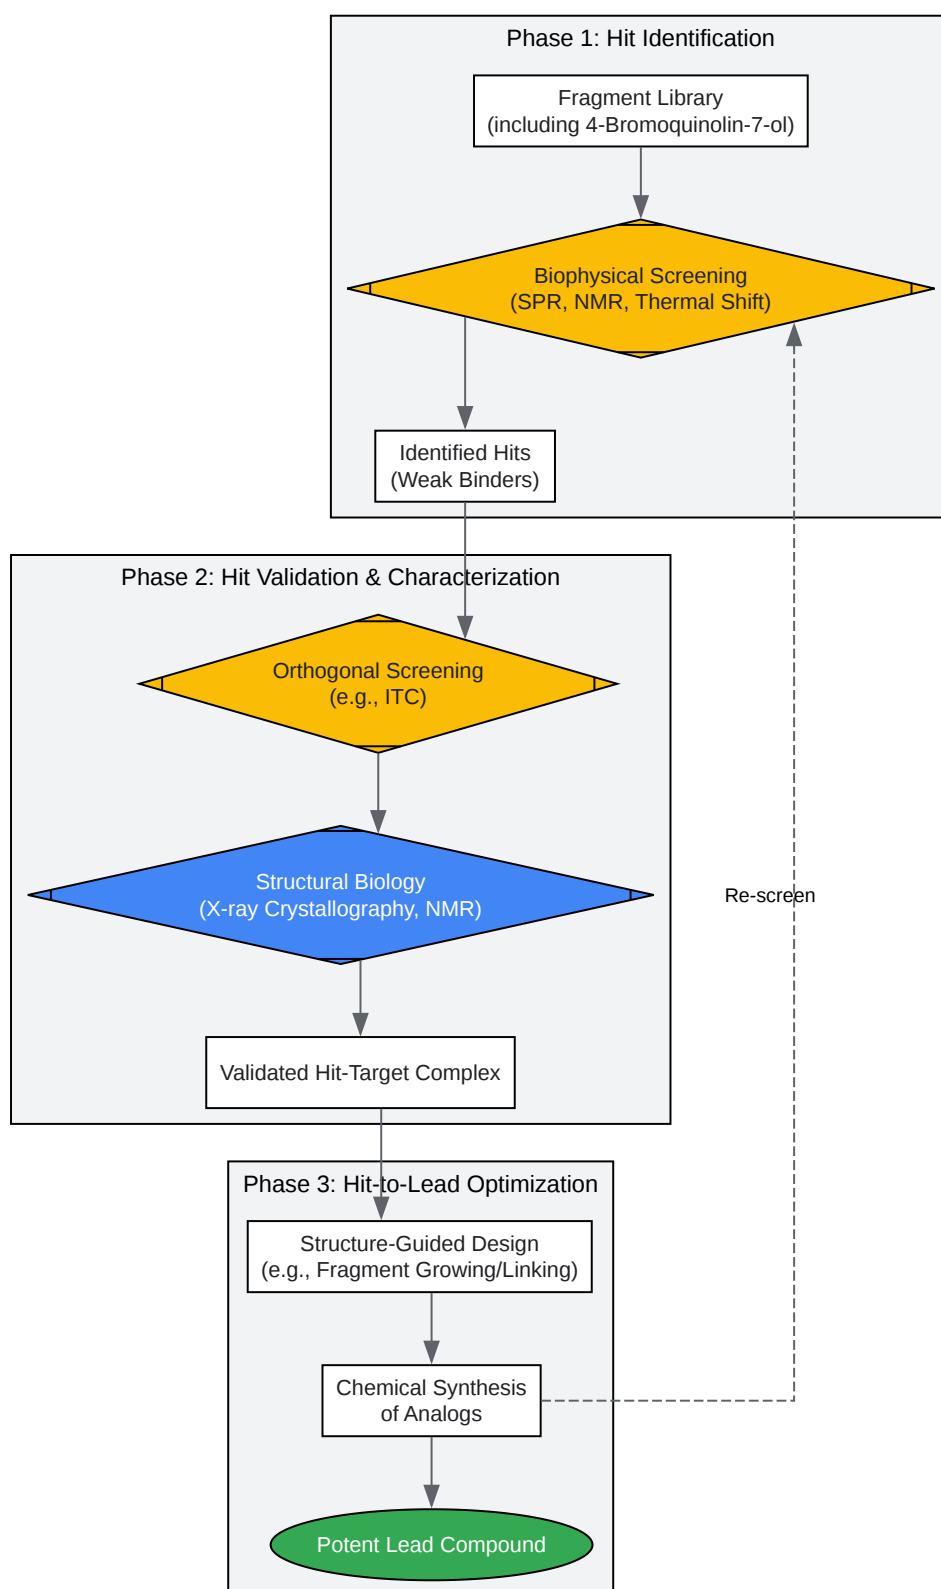 Phase 1: Hit Identification
Fragment Library
(including 4-Bromoquinolin-7-ol)
Biophysical Screening
(SPR, NMR, Thermal Shift)
Identified Hits
(Weak Binders)
Phase 2: Hit Validation & Characterization
Orthogonal Screening
(e.g., ITC)
Structural Biology
(X-ray Crystallography, NMR)
Re-screen
Validated Hit-Target Complex
Phase 3: Hit-to-Lead Optimization
Structure-Guided Design
(e.g., Fragment Growing/Linking)
Chemical Synthesis
of Analogs
Potent Lead Compound